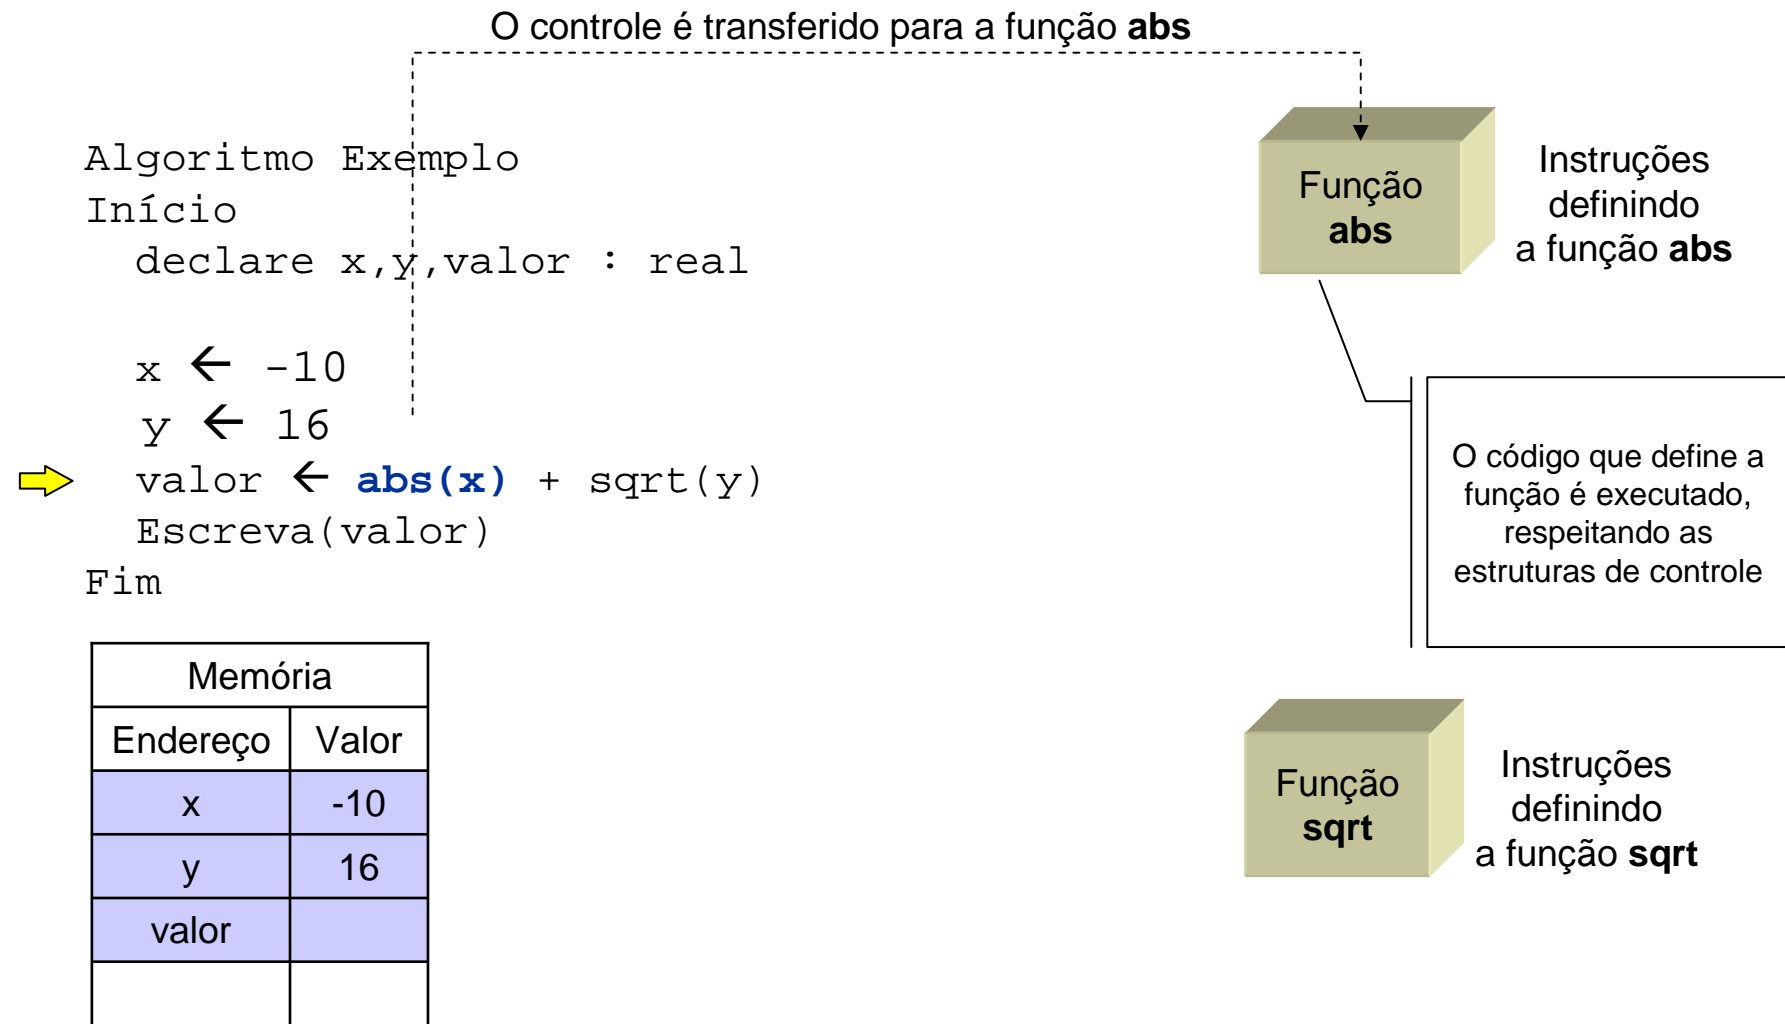 O controle é transferido para a função abs
Algoritmo Exemplo
Início
declare x,y,valor : real
x ← -10
y ← 16
valor ← abs(x) + sqrt(y)
Escreva(valor)
Fim
Função
abs
Instruções
definindo
a função abs
O código que define a
função é executado,
respeitando as
estruturas de controle
Memória
Endereço Valor
x -10
y 16
valor
Função
sqrt
Instruções
definindo
a função sqrt